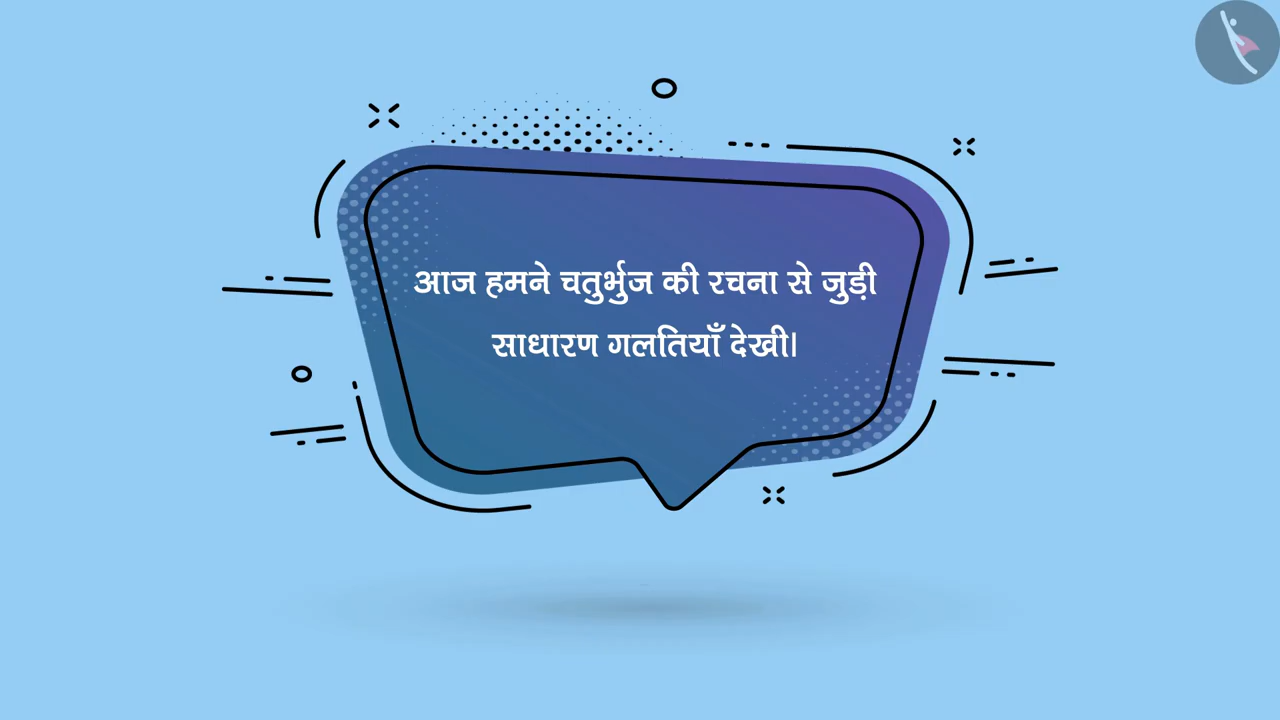 आज हमने चतुर्भुज की रचना से जुड़ी
साधारण गलतियाँ देखी।